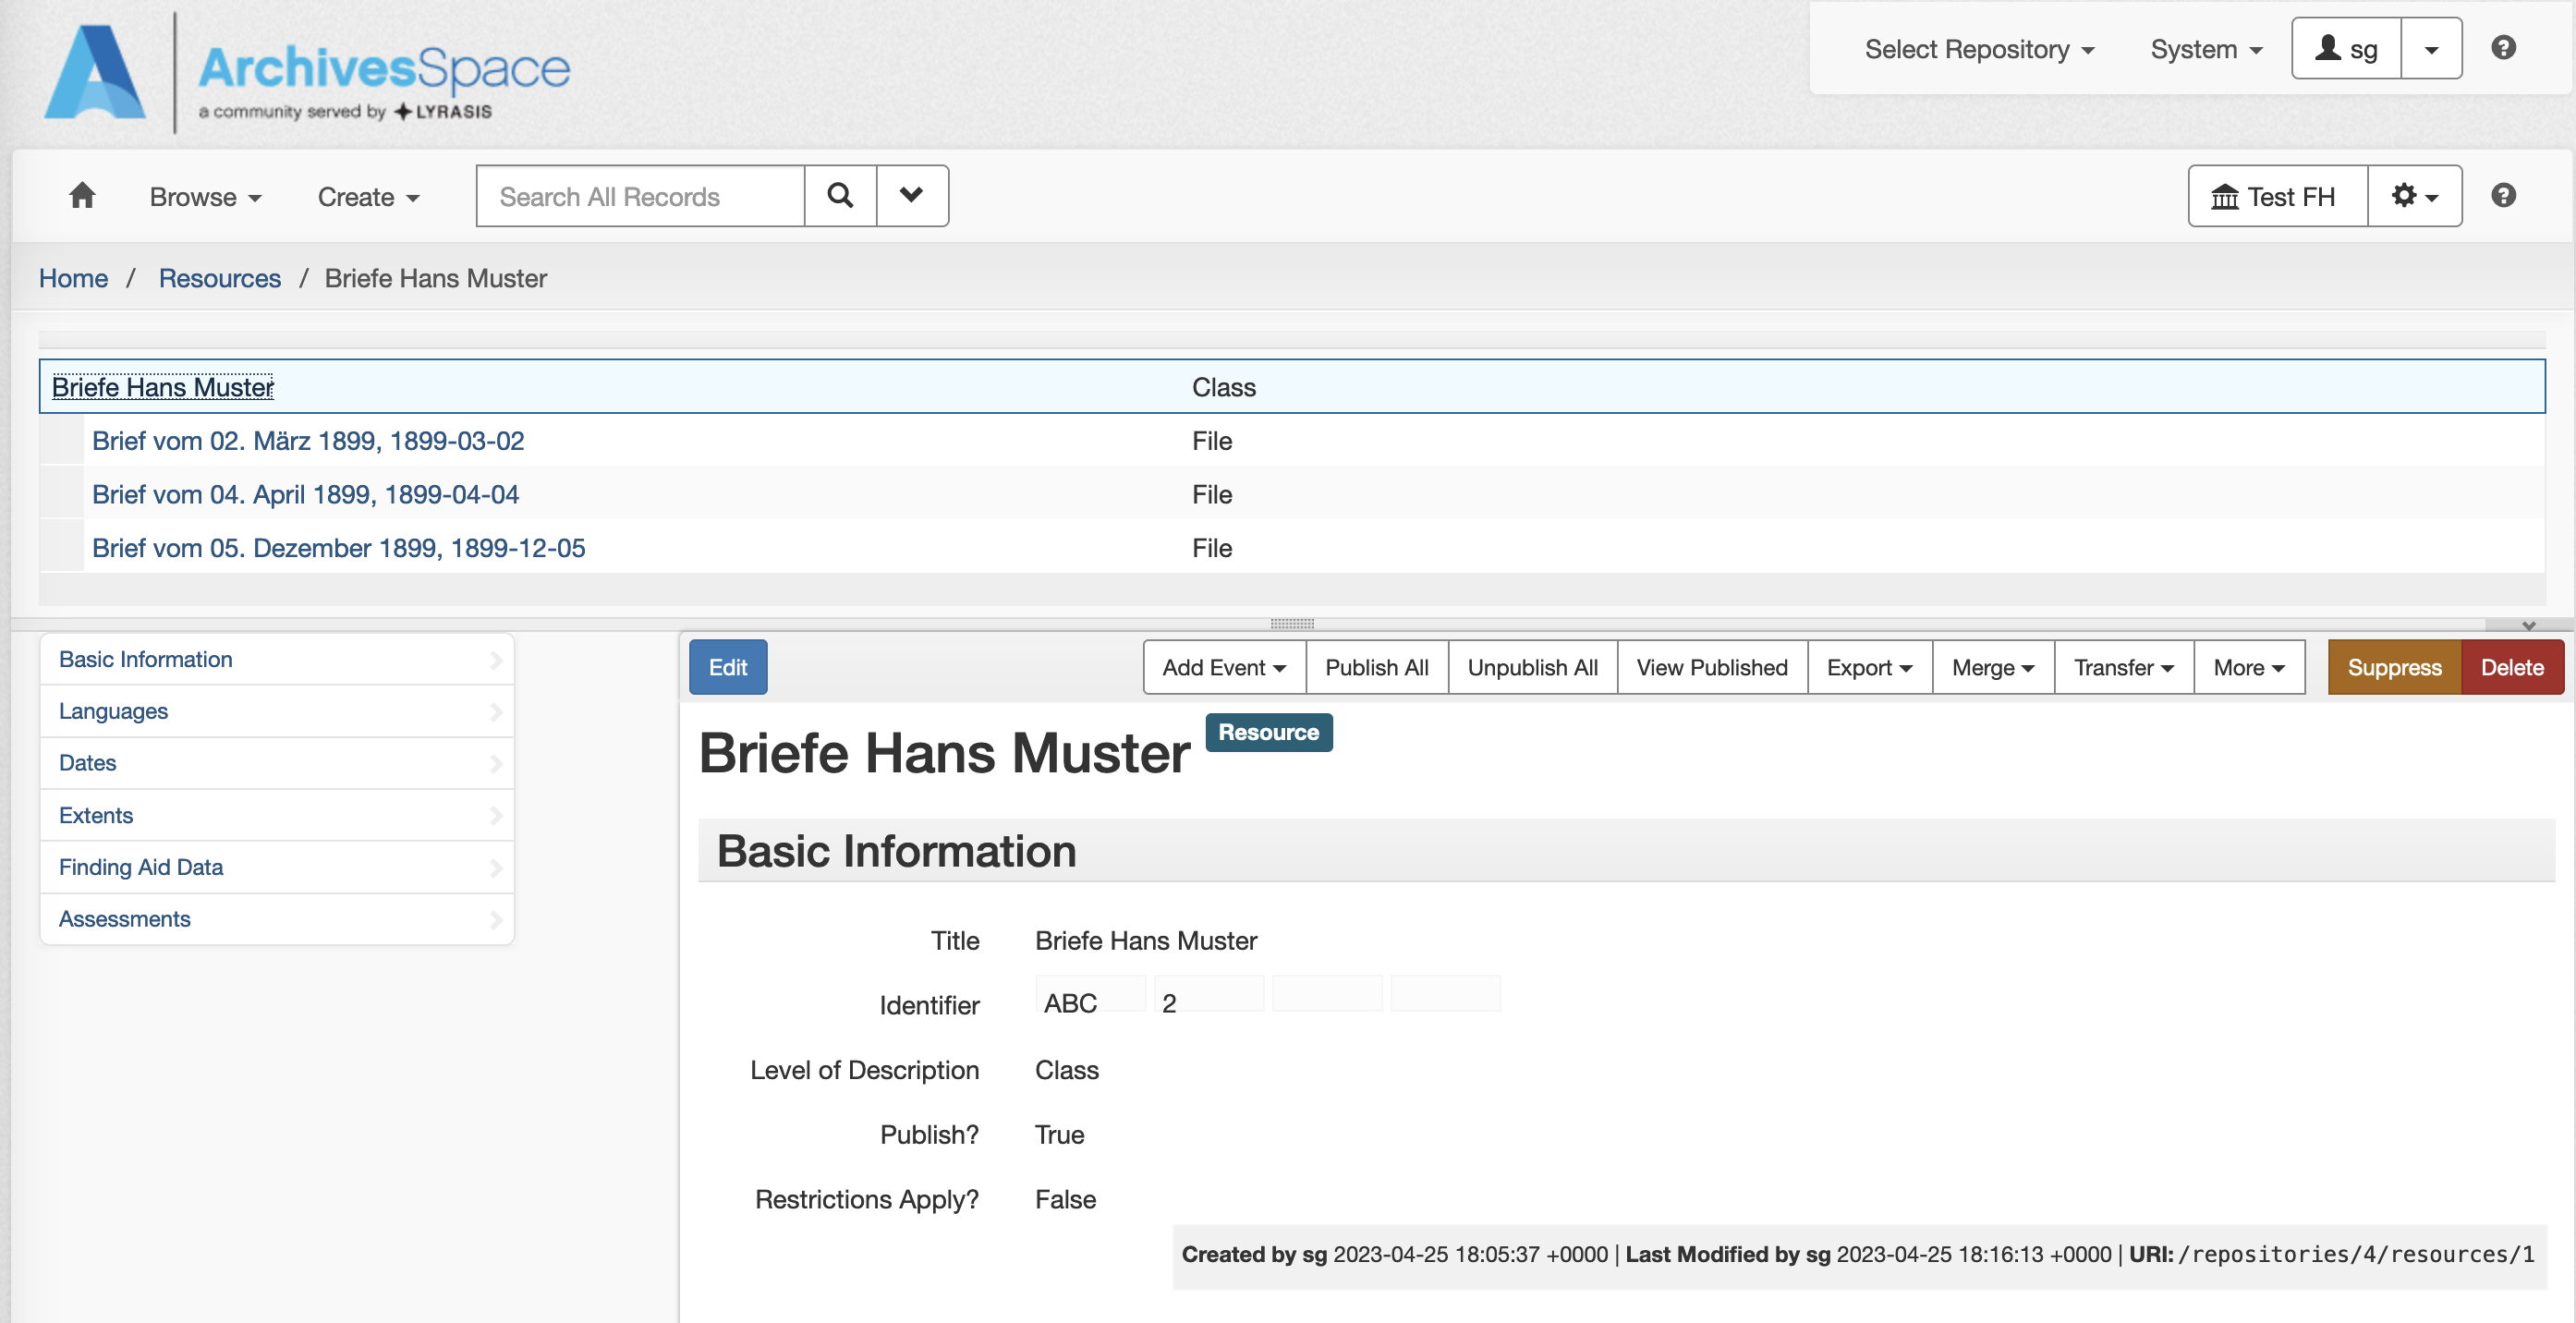 ArchivesSpace
a community served by LYRASIS
Select Repository
System
sg
Browse
Create
Search All Records
Test FH
Home / Resources / Briefe Hans Muster
Briefe Hans Muster Class
Brief vom 02. März 1899, 1899-03-02 File
Brief vom 04. April 1899, 1899-04-04 File
Brief vom 05. Dezember 1899, 1899-12-05 File
Basic Information
Languages
Dates
Extents
Finding Aid Data
Assessments
Edit
Add Event
Publish All
Unpublish All
View Published
Export
Merge
Transfer
More
Suppress
Delete
Briefe Hans Muster Resource
Basic Information
Title Briefe Hans Muster
Identifier ABC 2
Level of Description Class
Publish? True
Restrictions Apply? False
Created by sg 2023-04-25 18:05:37 +0000 | Last Modified by sg 2023-04-25 18:16:13 +0000 | URI: /repositories/4/resources/1